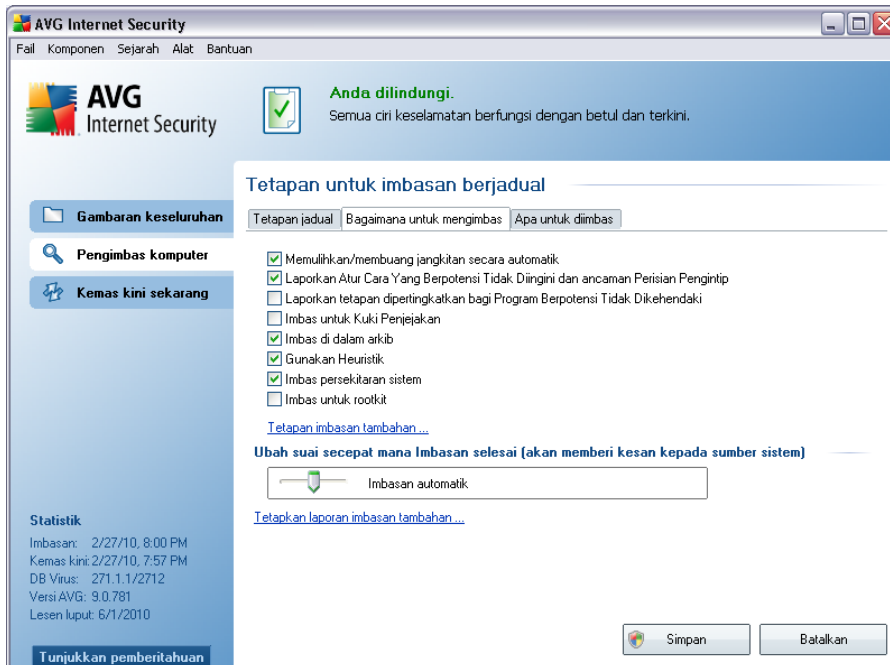 AVG Internet Security
Fail Komponen Sejarah Alat Bantuan
AVG
Internet Security
Anda dilindungi.
Semua ciri keselamatan berfungsi dengan betul dan terkini.
Gambaran keseluruhan
Pengimbas komputer
Kemas kini sekarang
Tetapan untuk imbasan berjadual
Tetapan jadual Bagaimana untuk mengimbas Apa untuk diimbas
Memulihkan/membuang jangkitan secara automatik
Laporkan Atur Cara Yang Berpotensi Tidak Diingini dan ancaman Perisian Pengintip
Laporkan tetapan dipertingkatkan bagi Program Berpotensi Tidak Dikehendaki
Imbas untuk Kuki Penjejakan
Imbas di dalam arkib
Gunakan Heuristik
Imbas persekitaran sistem
Imbas untuk rootkit
Tetapan imbasan tambahan ...
Ubah suai secepat mana Imbasan selesai (akan memberi kesan kepada sumber sistem)
Imbasan automatik
Tetapkan laporan imbasan tambahan ...
Statistik
Imbasan: 2/27/10, 8:00 PM
Kemas kini: 2/27/10, 7:57 PM
DB Virus: 271.1.1/2712
Versi AVG: 9.0.781
Lesen luput: 6/1/2010
Tunjukkan pemberitahuan
Simpan Batalkan